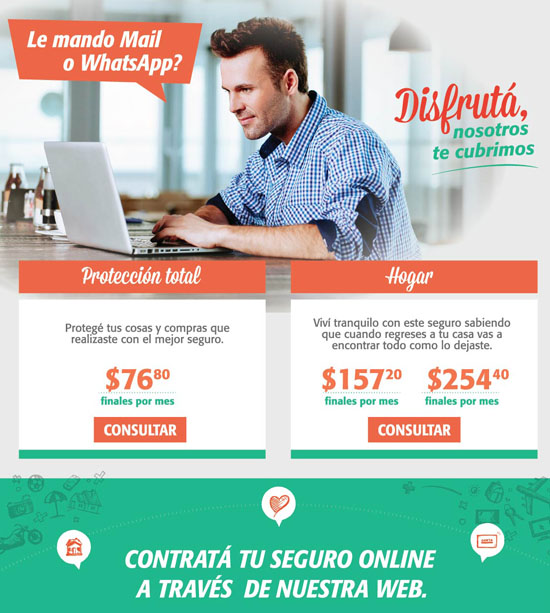 Le mando Mail
o WhatsApp?
Disfrutá,
nosotros
te cubrimos
Protección total
Protegé tus cosas y compras que
realizaste con el mejor seguro.
$76⁸⁰
finales por mes
CONSULTAR
Hogar
Viví tranquilo con este seguro sabiendo
que cuando regreses a tu casa vas a
encontrar todo como lo dejaste.
$157²⁰ $254⁴⁰
finales por mes finales por mes
CONSULTAR
CONTRATÁ TU SEGURO ONLINE
A TRAVÉS DE NUESTRA WEB.